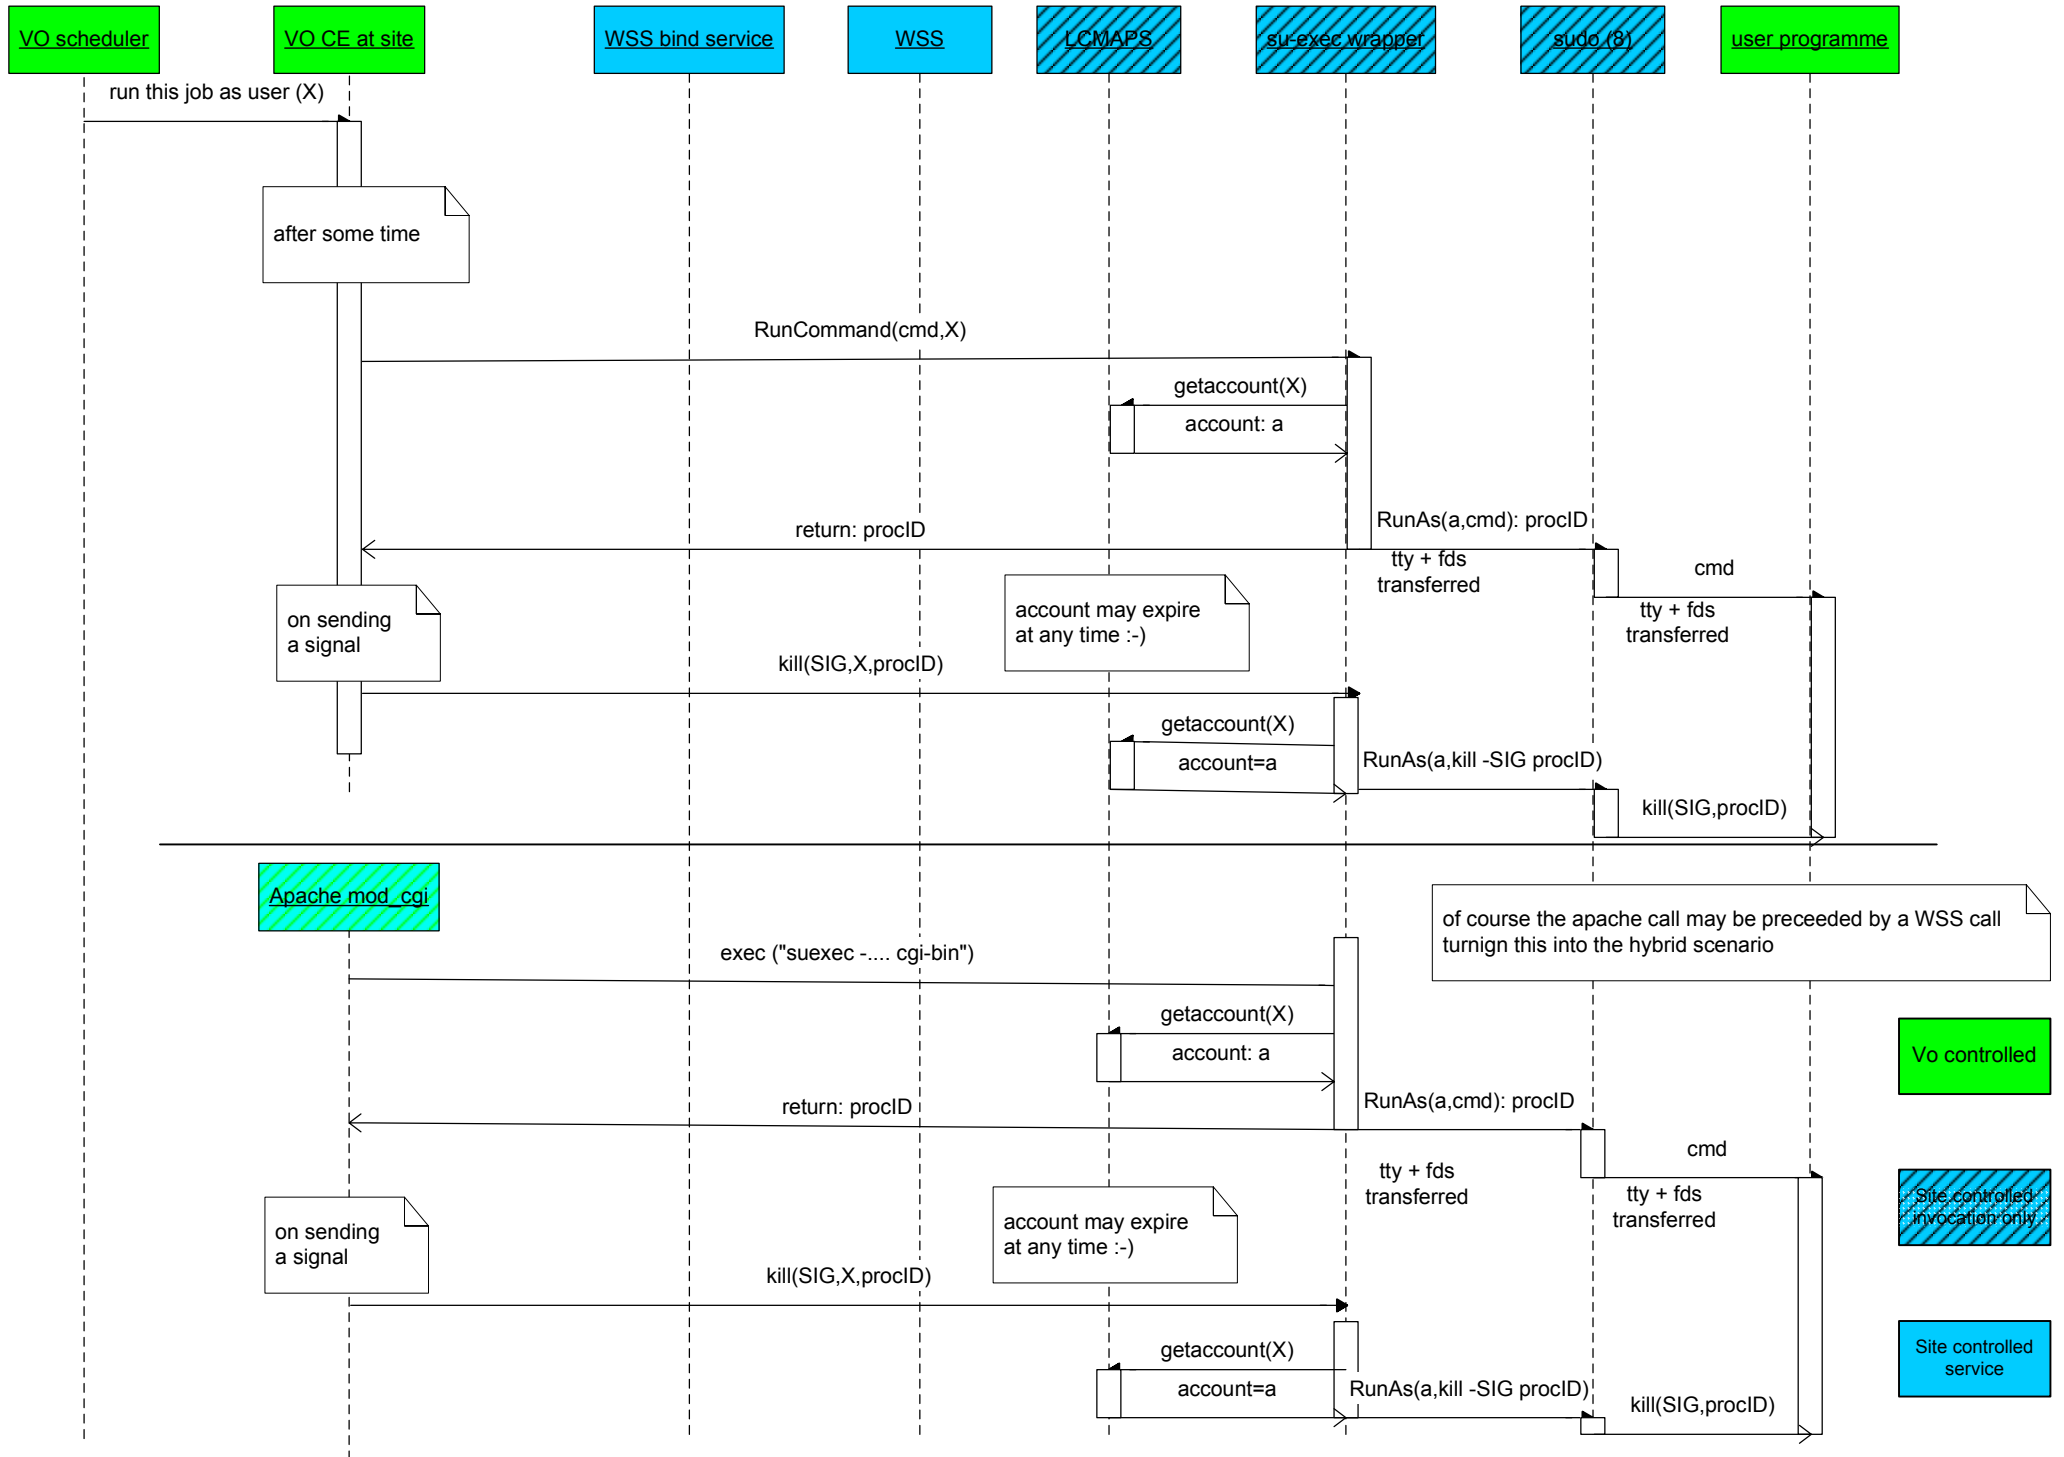 VO scheduler
VO CE at site
WSS bind service
WSS
LCMAPS
su-exec wrapper
sudo (8)
user programme
run this job as user (X)
after some time
RunCommand(cmd,X)
getaccount(X)
account: a
return: procID
RunAs(a,cmd): procID
tty + fds
transferred
cmd
tty + fds
transferred
on sending
a signal
account may expire
at any time :-)
kill(SIG,X,procID)
getaccount(X)
account=a
RunAs(a,kill -SIG procID)
kill(SIG,procID)
Apache mod_cgi
of course the apache call may be preceeded by a WSS call
turnign this into the hybrid scenario
exec ("suexec -.... cgi-bin")
getaccount(X)
account: a
Vo controlled
return: procID
RunAs(a,cmd): procID
cmd
tty + fds
transferred
tty + fds
transferred
Site controlled
invocation only
on sending
a signal
account may expire
at any time :-)
kill(SIG,X,procID)
getaccount(X)
account=a
RunAs(a,kill -SIG procID)
kill(SIG,procID)
Site controlled
service